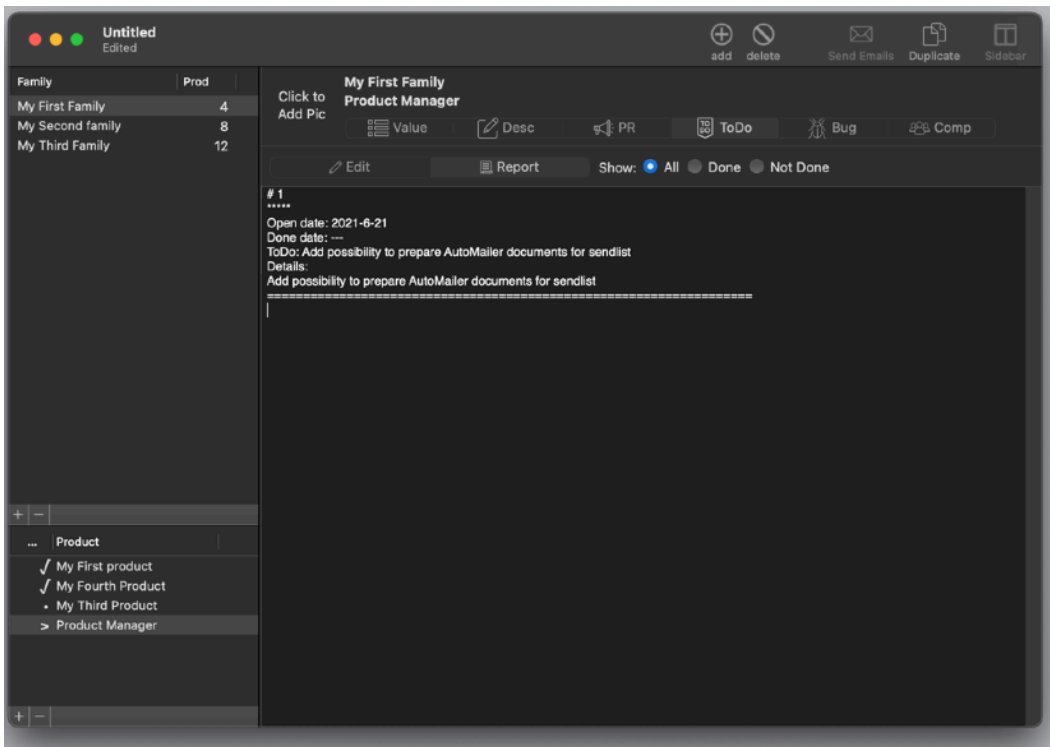 Untitled
Edited
add
delete
Send Emails
Duplicate
Sidebar
Family Prod
My First Family 4
My Second family 8
My Third Family 12
+ −
... Product
√ My First product
√ My Fourth Product
• My Third Product
> Product Manager
+ −
Click to
Add Pic
My First Family
Product Manager
Value
Desc
PR
TO DO
ToDo
Bug
Comp
Edit
Report
Show: All Done Not Done
# 1
*****
Open date: 2021-6-21
Done date: ---
ToDo: Add possibility to prepare AutoMailer documents for sendlist
Details:
Add possibility to prepare AutoMailer documents for sendlist
==================================================================